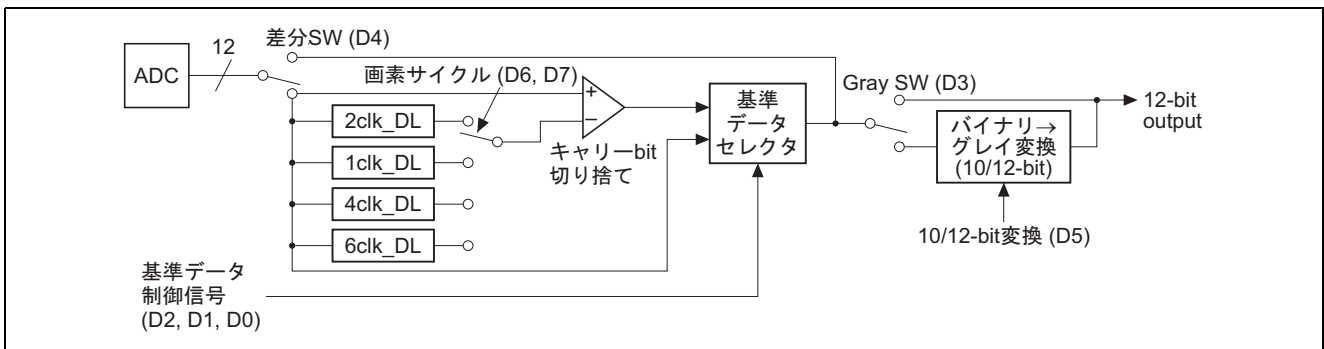 差分SW (D4)
12
ADC
画素サイクル (D6, D7)
Gray SW (D3)
+
−
2clk_DL
1clk_DL
4clk_DL
6clk_DL
キャリーbit
切り捨て
基準
データ
セレクタ
バイナリ→
グレイ変換
(10/12-bit)
12-bit
output
10/12-bit変換 (D5)
基準データ
制御信号
(D2, D1, D0)